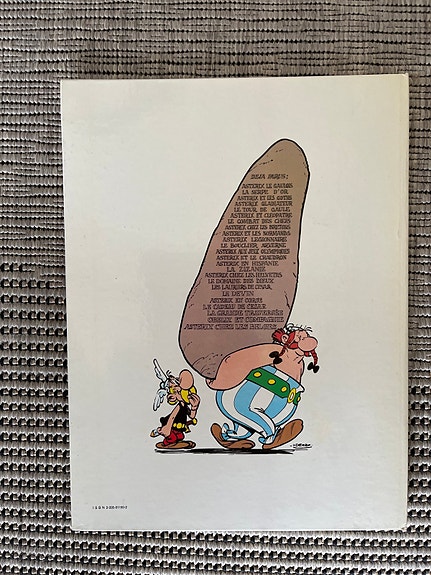 DEJA PARUS :
ASTERIX LE GAULOIS
LA SERPE D'OR
ASTERIX ET LES GOTHS
ASTERIX GLADIATEUR
LE TOUR DE GAULE
ASTERIX ET CLEOPATRE
LE COMBAT DES CHEFS
ASTERIX CHEZ LES BRETONS
ASTERIX ET LES NORMANDS
ASTERIX LEGIONNAIRE
LE BOUCLIER ARVERNE
ASTERIX AUX JEUX OLYMPIQUES
ASTERIX ET LE CHAUDRON
ASTERIX EN HISPANIE
LA ZIZANIE
ASTERIX CHEZ LES HELVETES
LE DOMAINE DES DIEUX
LES LAURIERS DE CESAR
LE DEVIN
ASTERIX EN CORSE
LE CADEAU DE CESAR
LA GRANDE TRAVERSEE
OBELIX ET COMPAGNIE
ASTERIX CHEZ LES BELGES
ISBN